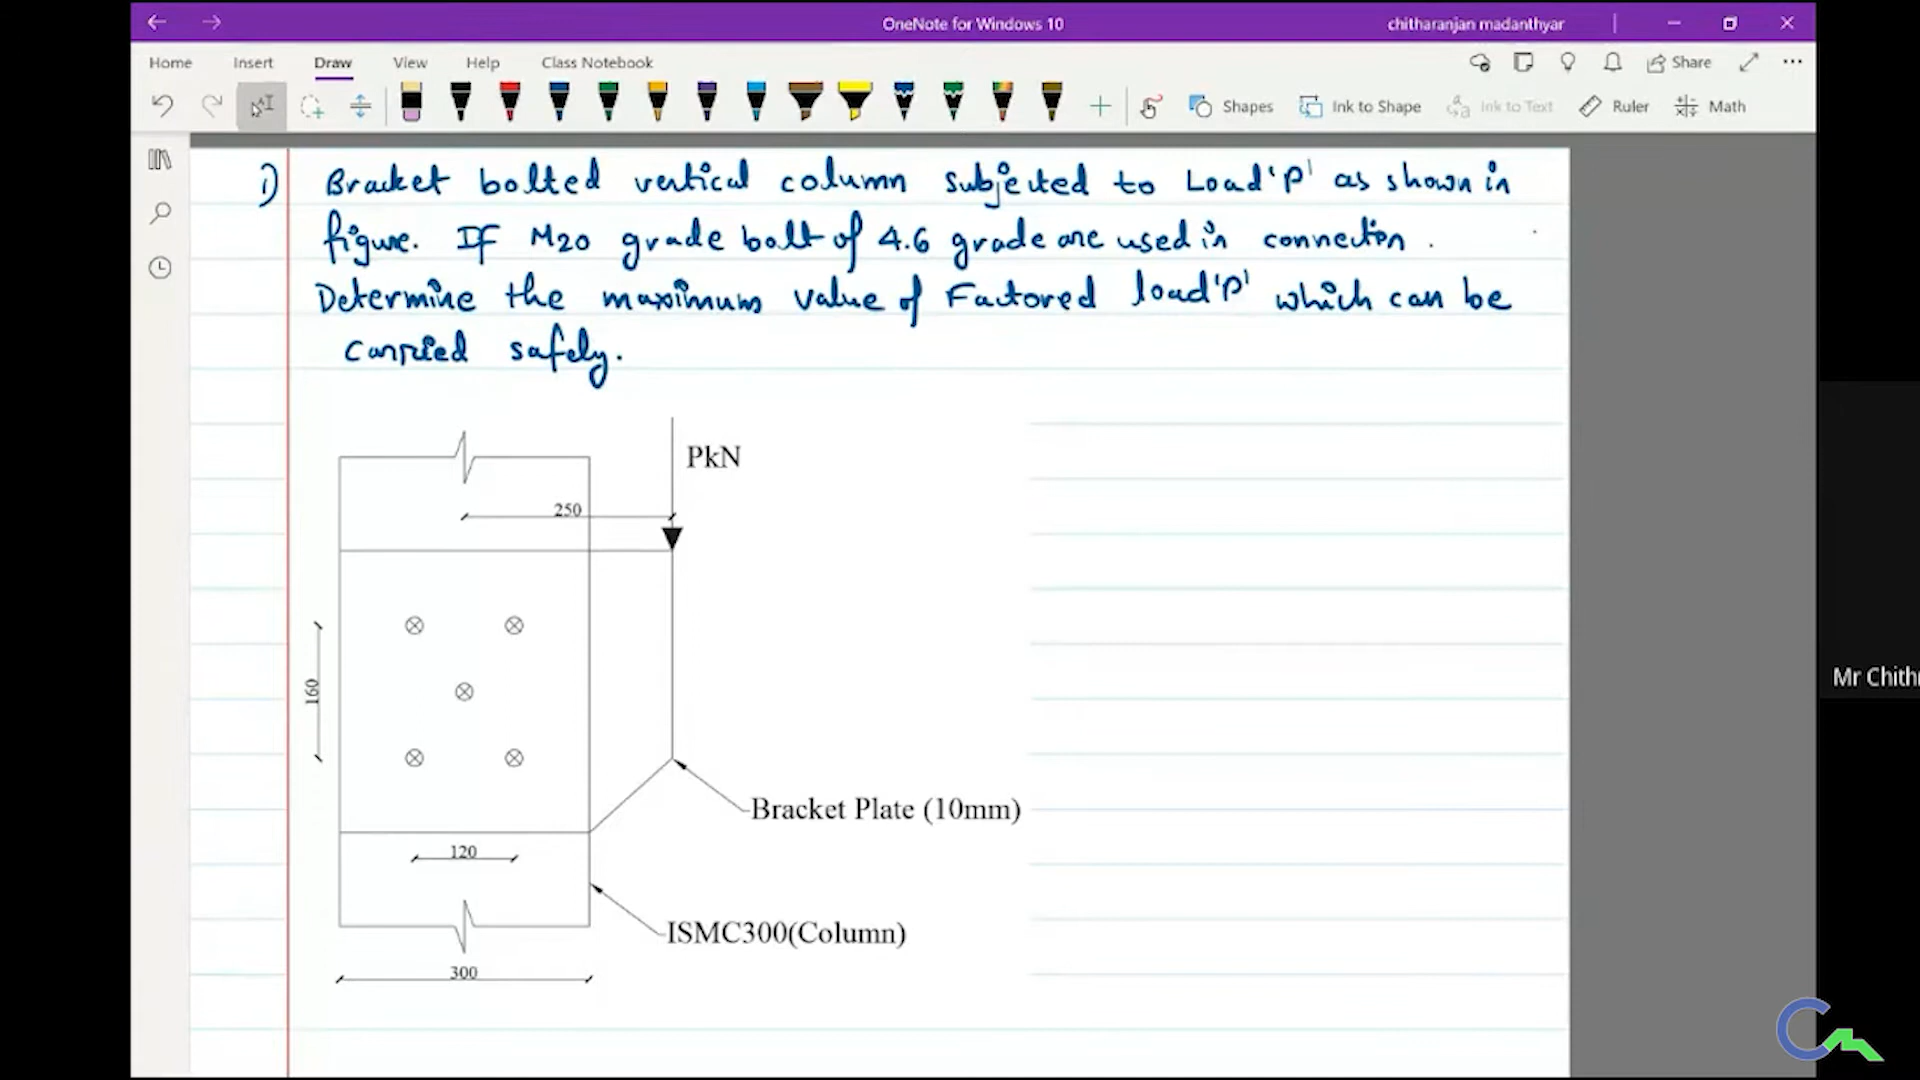 OneNote for Windows 10
chitharanjan madanthyar
Home Insert Draw View Help Class Notebook
Share
Shapes Ink to Shape Ink to Text Ruler Math
1) Bracket bolted vertical column subjected to Load 'P' as shown in
figure. IF M20 grade bolt of 4.6 grade are used in connection.
Determine the maximum value of Factored load 'P' which can be
carried safely.
PkN
250
160
Bracket Plate (10mm)
120
ISMC300(Column)
300
Mr Chithr